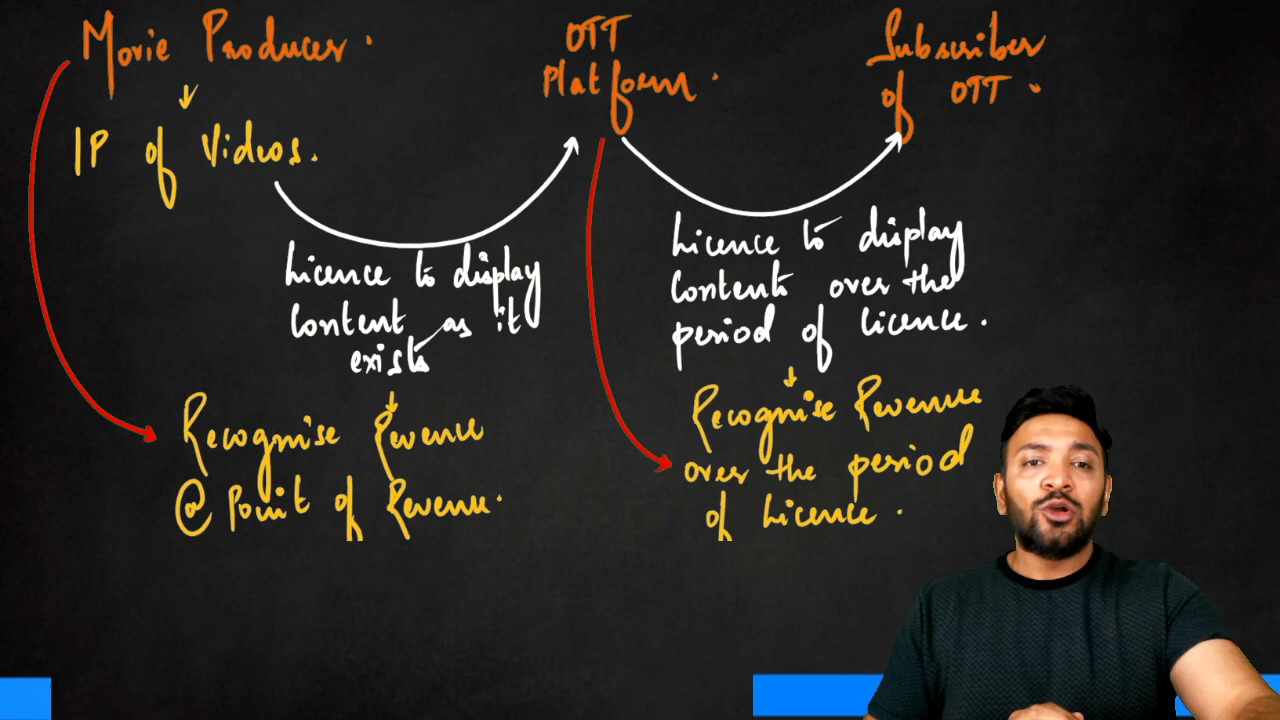 Movie Producer.
IP of Videos.
OTT
Platform.
Subscriber
of OTT.
Licence to display
Content as it
exists
Licence to display
Contents over the
period of licence.
Recognise Revenue
@ Point of Revenue.
Recognise Revenue
over the period
of Licence.